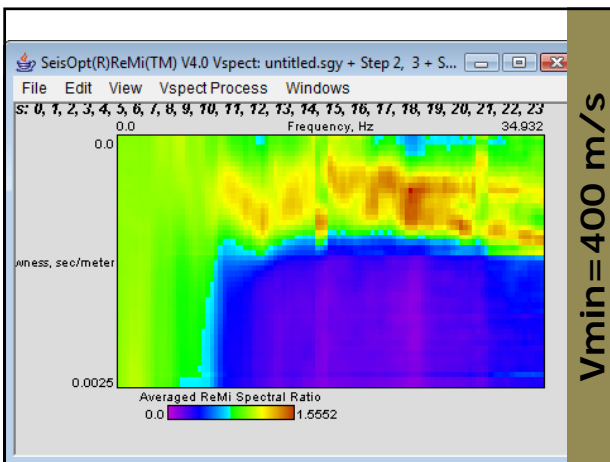 SeisOpt(R)ReMi(TM) V4.0 Vspect: untitled.sgy + Step 2, 3 + S...
File Edit View Vspect Process Windows
s: 0, 1, 2, 3, 4, 5, 6, 7, 8, 9, 10, 11, 12, 13, 14, 15, 16, 17, 18, 19, 20, 21, 22, 23
0.0 Frequency, Hz 34.932
0.0
wness, sec/meter
0.0025
Averaged ReMi Spectral Ratio
0.0 1.5552
Vmin=400 m/s